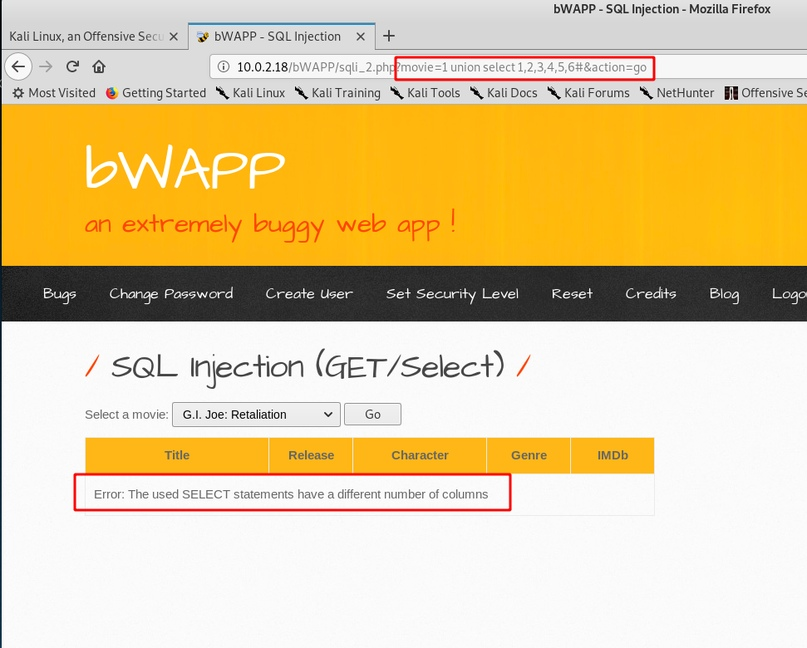 bWAPP - SQL Injection - Mozilla Firefox
Kali Linux, an Offensive Secu
bWAPP - SQL Injection
10.0.2.18/bWAPP/sqli_2.php?movie=1 union select 1,2,3,4,5,6#&action=go
Most Visited Getting Started Kali Linux Kali Training Kali Tools Kali Docs Kali Forums NetHunter Offensive Se
bWAPP
an extremely buggy web app !
Bugs Change Password Create User Set Security Level Reset Credits Blog Logo
/ SQL Injection (GET/Select) /
Select a movie: G.I. Joe: Retaliation Go
Title Release Character Genre IMDb
Error: The used SELECT statements have a different number of columns